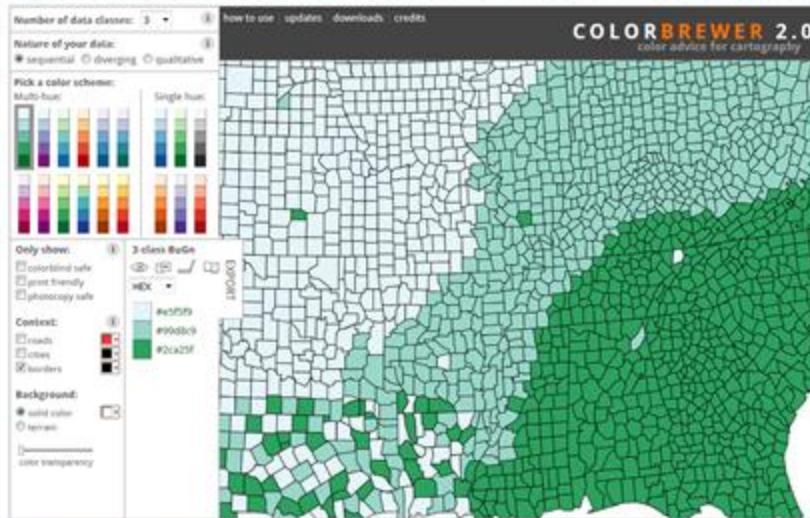 Number of data classes: 3
how to use updates downloads credits
COLORBREWER 2.0
color advice for cartography
Nature of your data:
sequential diverging qualitative
Pick a color scheme:
Multi-hue: Single hue:
Only show:
colorblind safe
print friendly
photocopy safe
Context:
roads
cities
borders
Background:
solid color
terrain
color transparency
3-class BuGn
EXPORT
HEX
#e5f5f9
#99d8c9
#2ca25f